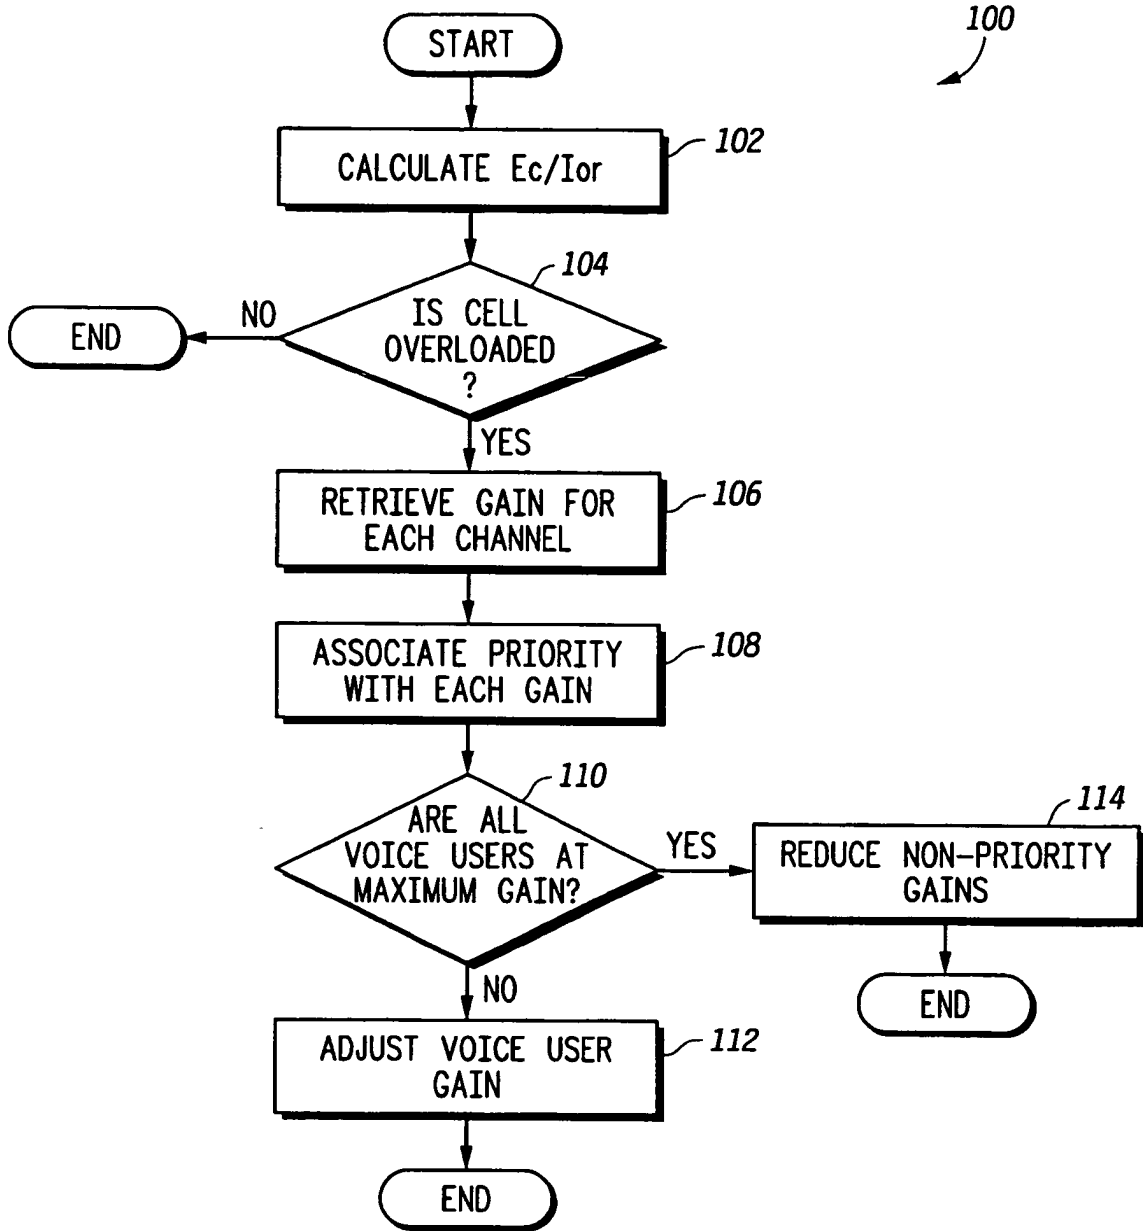 100
START
CALCULATE Ec/Ior
102
IS CELL
OVERLOADED
?
104
NO
END
YES
RETRIEVE GAIN FOR
EACH CHANNEL
106
ASSOCIATE PRIORITY
WITH EACH GAIN
108
ARE ALL
VOICE USERS AT
MAXIMUM GAIN?
110
YES
REDUCE NON-PRIORITY
GAINS
114
END
NO
ADJUST VOICE USER
GAIN
112
END